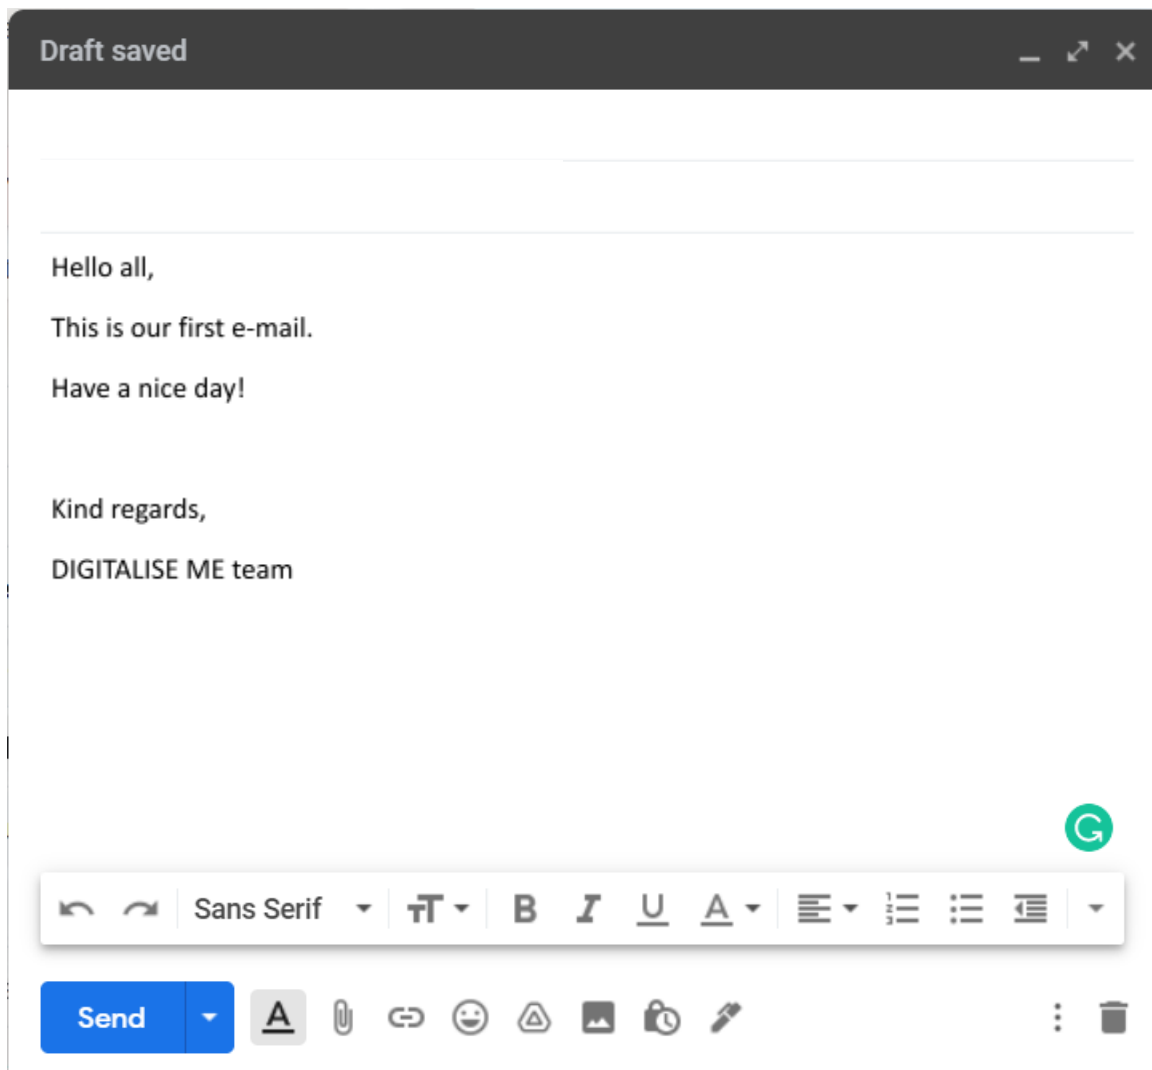 Draft saved
Hello all,
This is our first e-mail.
Have a nice day!
Kind regards,
DIGITALISE ME team
Sans Serif
Send